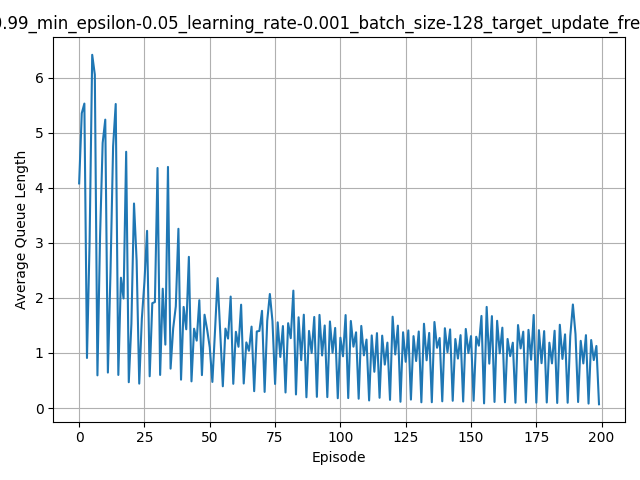 0.99_min_epsilon-0.05_learning_rate-0.001_batch_size-128_target_update_fre
Average Queue Length
6
5
4
3
2
1
0
0 25 50 75 100 125 150 175 200
Episode